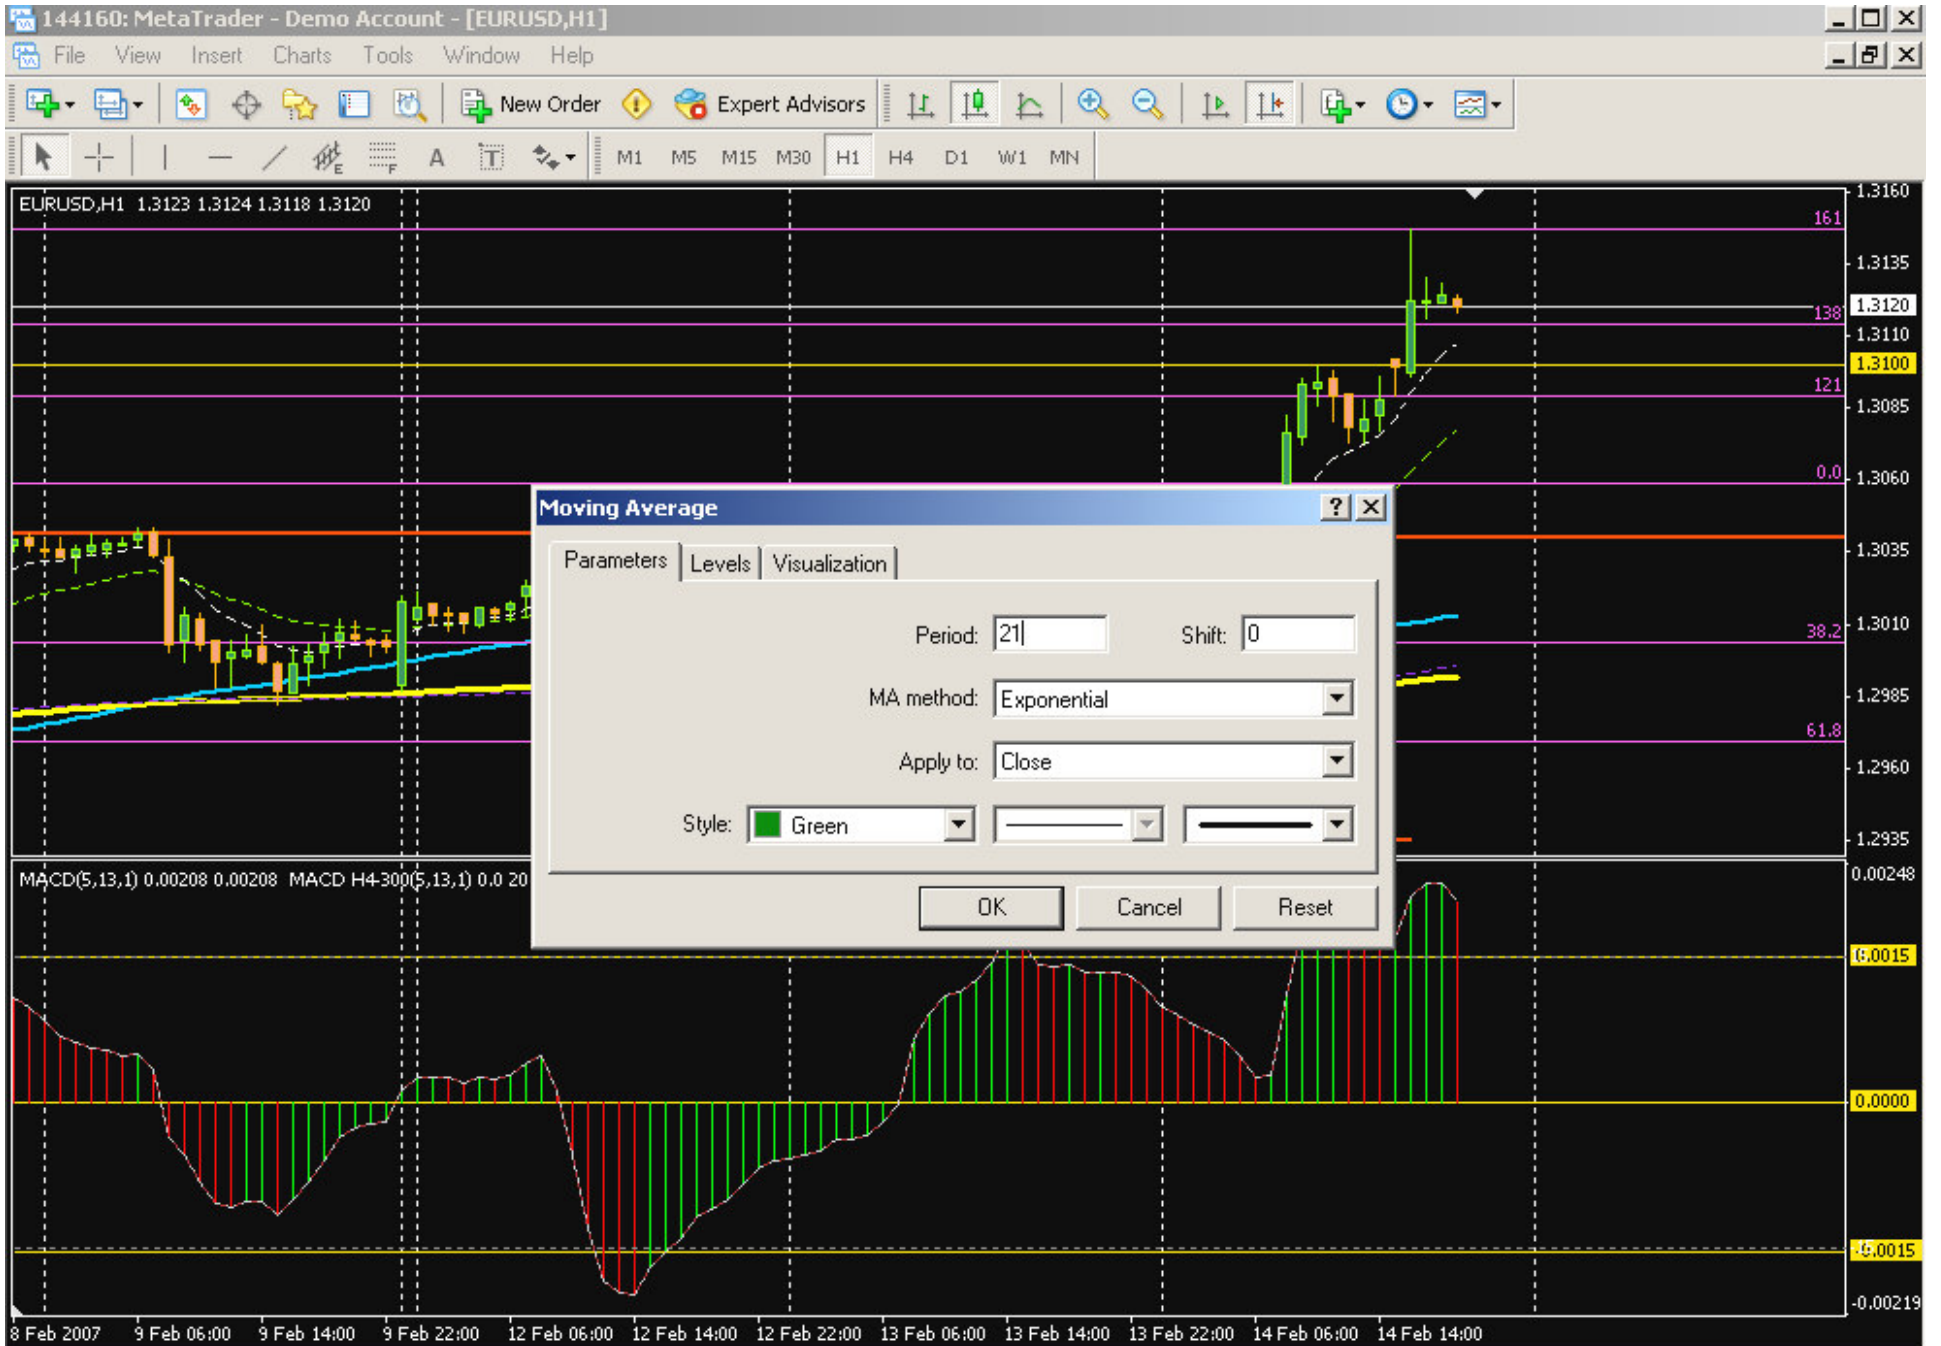 144160: MetaTrader - Demo Account - [EURUSD,H1]
File View Insert Charts Tools Window Help
New Order Expert Advisors
E F A T M1 M5 M15 M30 H1 H4 D1 W1 MN
EURUSD,H1 1.3123 1.3124 1.3118 1.3120
1.3160
161
1.3135
1.3120
138
1.3110
1.3100
121
1.3085
0.0
1.3060
Moving Average
1.3035
Parameters Levels Visualization
Period: 21 Shift: 0
1.3010
38.2
MA method: Exponential
1.2985
61.8
Apply to: Close
1.2960
Style: Green
1.2935
MACD(5,13,1) 0.00208 0.00208 MACD H4-300(5,13,1) 0.0 20
0.00248
OK Cancel Reset
0.0000
-0.00219
8 Feb 2007 9 Feb 06:00 9 Feb 14:00 9 Feb 22:00 12 Feb 06:00 12 Feb 14:00 12 Feb 22:00 13 Feb 06:00 13 Feb 14:00 13 Feb 22:00 14 Feb 06:00 14 Feb 14:00